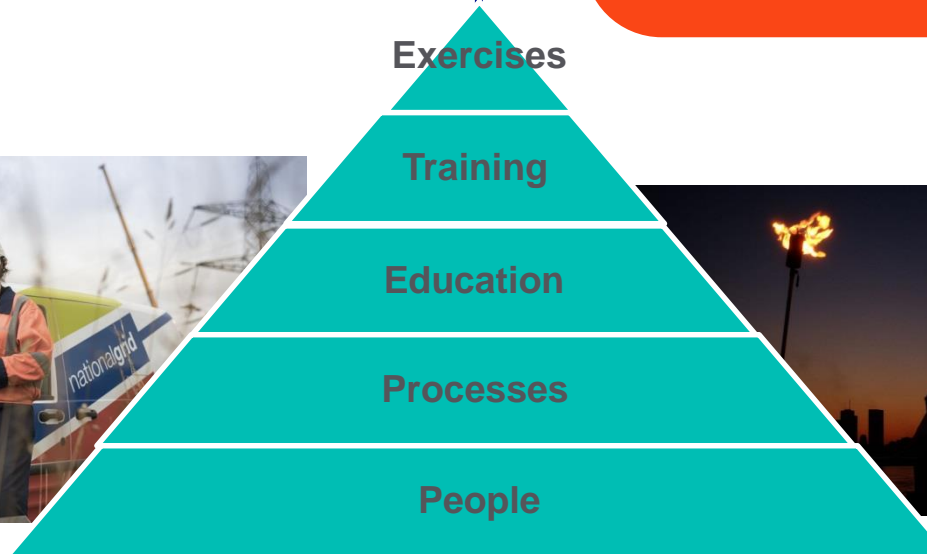 Exercises
Training
Education
nationalgrid
Processes
People